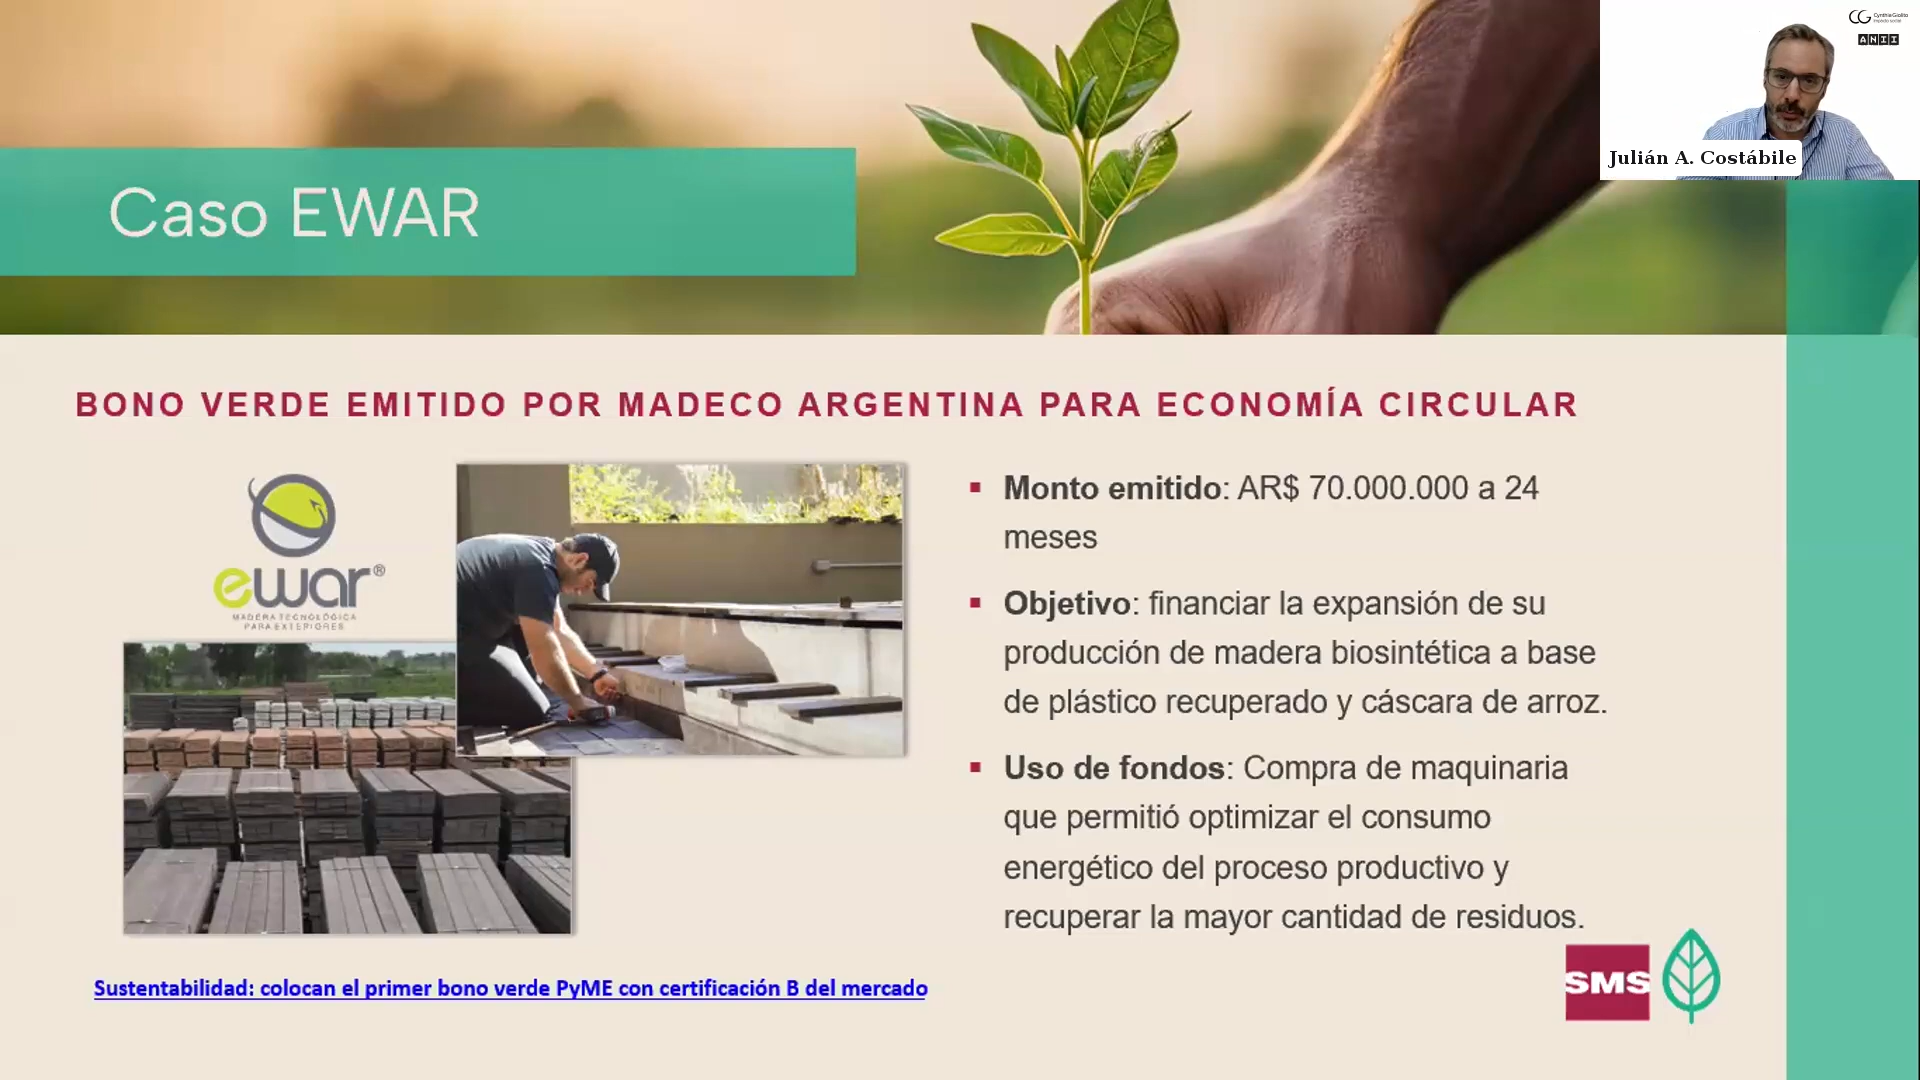 CG CynthiaGiolito
impacto social
ANII
Julián A. Costábile
Caso EWAR
BONO VERDE EMITIDO POR MADECO ARGENTINA PARA ECONOMÍA CIRCULAR
ewar®
MADERA TECNOLÓGICA
PARA EXTERIORES
▪ Monto emitido: AR$ 70.000.000 a 24
meses
▪ Objetivo: financiar la expansión de su
producción de madera biosintética a base
de plástico recuperado y cáscara de arroz.
▪ Uso de fondos: Compra de maquinaria
que permitió optimizar el consumo
energético del proceso productivo y
recuperar la mayor cantidad de residuos.
Sustentabilidad: colocan el primer bono verde PyME con certificación B del mercado
SMS